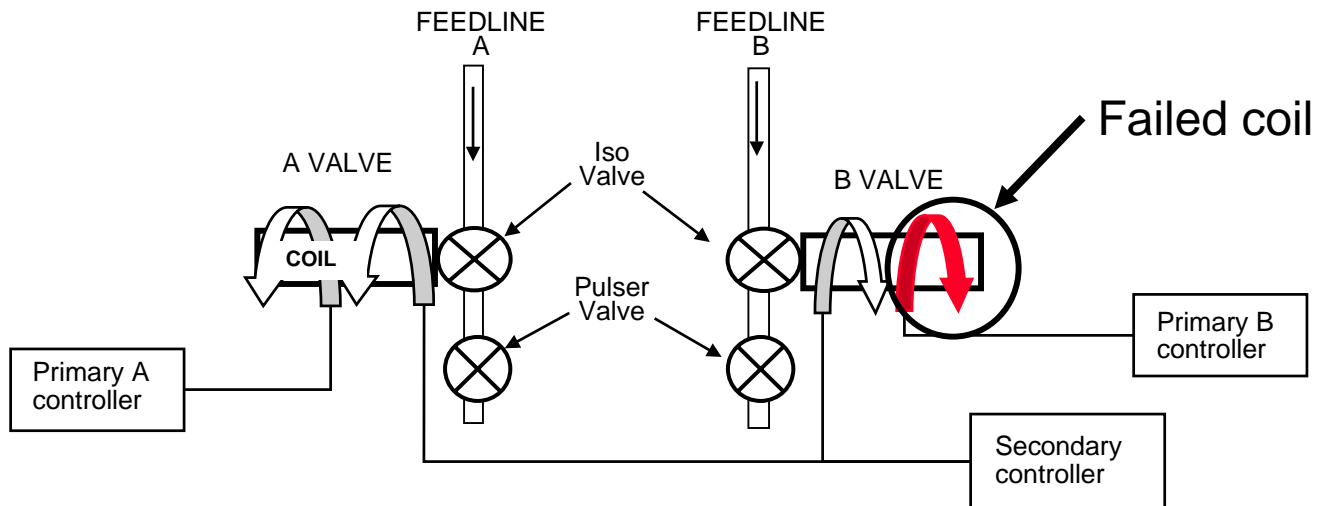 FEEDLINE
A
FEEDLINE
B
Failed coil
A VALVE
Iso
Valve
B VALVE
COIL
Pulser
Valve
Primary A
controller
Primary B
controller
Secondary
controller